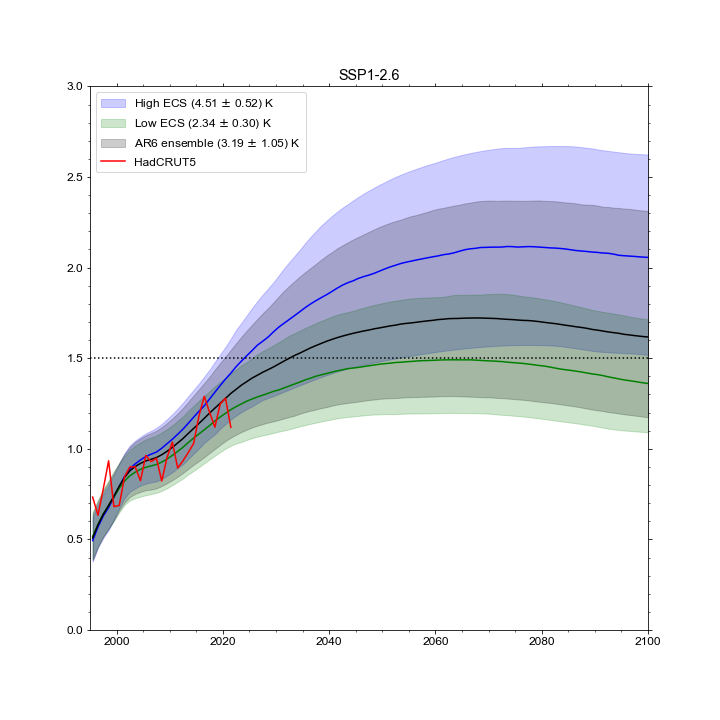 SSP1-2.6
3.0
High ECS (4.51 ± 0.52) K
Low ECS (2.34 ± 0.30) K
AR6 ensemble (3.19 ± 1.05) K
HadCRUT5
2.5
2.0
1.5
1.0
0.5
0.0
2000 2020 2040 2060 2080 2100